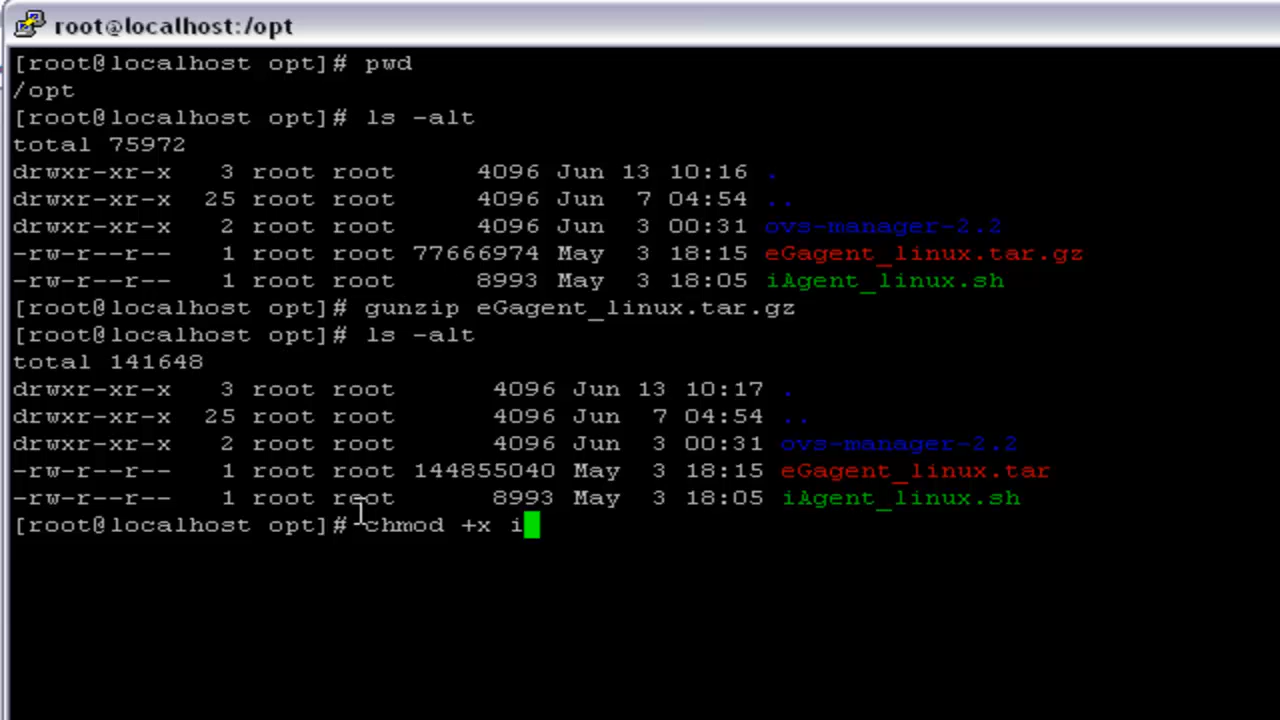 root@localhost:/opt
[root@localhost opt]# pwd
/opt
[root@localhost opt]# ls -alt
total 75972
drwxr-xr-x 3 root root 4096 Jun 13 10:16 .
drwxr-xr-x 25 root root 4096 Jun 7 04:54 ..
drwxr-xr-x 2 root root 4096 Jun 3 00:31 ovs-manager-2.2
-rw-r--r-- 1 root root 77666974 May 3 18:15 eGagent_linux.tar.gz
-rw-r--r-- 1 root root 8993 May 3 18:05 iAgent_linux.sh
[root@localhost opt]# gunzip eGagent_linux.tar.gz
[root@localhost opt]# ls -alt
total 141648
drwxr-xr-x 3 root root 4096 Jun 13 10:17 .
drwxr-xr-x 25 root root 4096 Jun 7 04:54 ..
drwxr-xr-x 2 root root 4096 Jun 3 00:31 ovs-manager-2.2
-rw-r--r-- 1 root root 144855040 May 3 18:15 eGagent_linux.tar
-rw-r--r-- 1 root root 8993 May 3 18:05 iAgent_linux.sh
[root@localhost opt]# chmod +x i